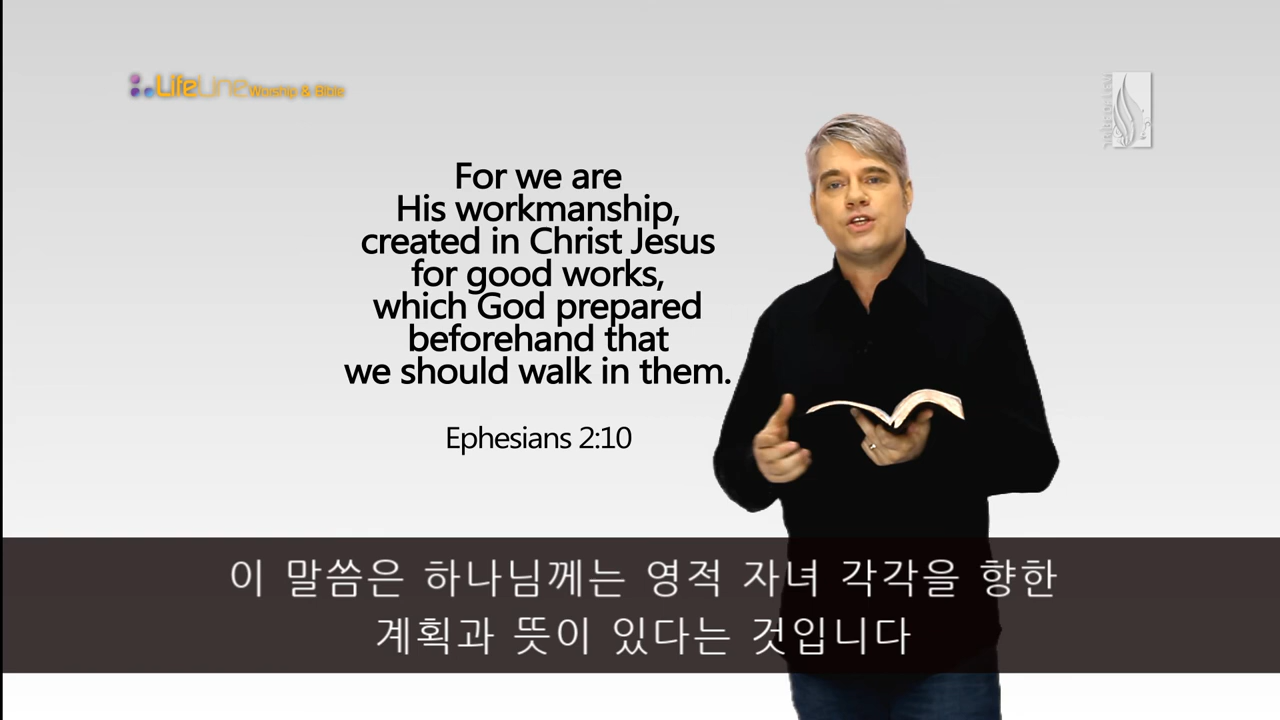 LifeLine Worship & Bible
For we are
His workmanship,
created in Christ Jesus
for good works,
which God prepared
beforehand that
we should walk in them.
Ephesians 2:10
이 말씀은 하나님께는 영적 자녀 각각을 향한
계획과 뜻이 있다는 것입니다